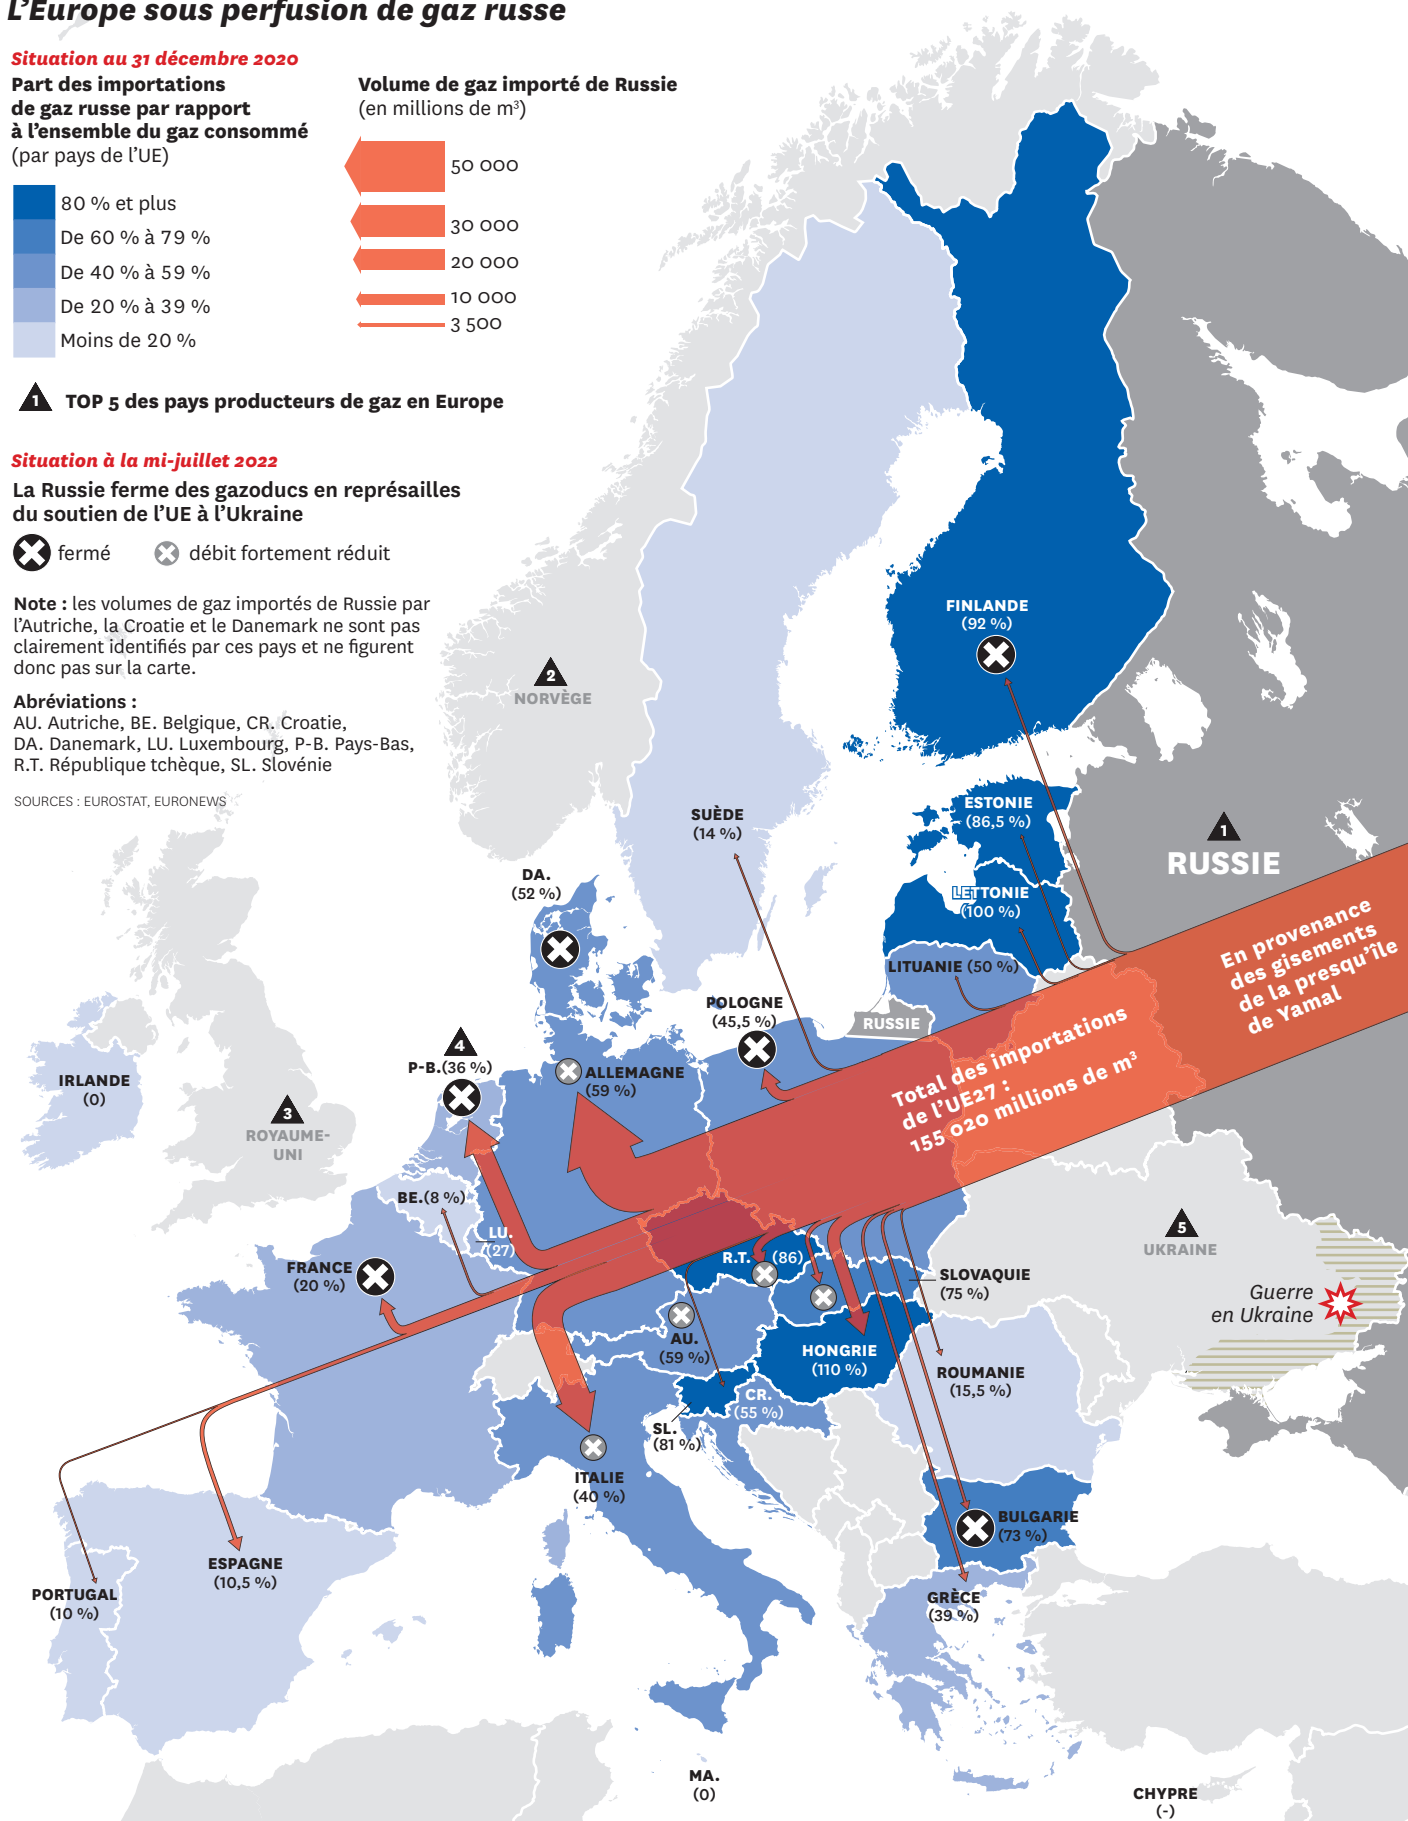 L'Europe sous perfusion de gaz russe
Situation au 31 décembre 2020
Part des importations
de gaz russe par rapport
à l'ensemble du gaz consommé
(par pays de l'UE)
80 % et plus
De 60 % à 79 %
De 40 % à 59 %
De 20 % à 39 %
Moins de 20 %
Volume de gaz importé de Russie
(en millions de m³)
50 000
30 000
20 000
10 000
3 500
1 TOP 5 des pays producteurs de gaz en Europe
Situation à la mi-juillet 2022
La Russie ferme des gazoducs en représailles
du soutien de l'UE à l'Ukraine
fermé
débit fortement réduit
Note : les volumes de gaz importés de Russie par
l'Autriche, la Croatie et le Danemark ne sont pas
clairement identifiés par ces pays et ne figurent
donc pas sur la carte.
Abréviations :
AU. Autriche, BE. Belgique, CR. Croatie,
DA. Danemark, LU. Luxembourg, P-B. Pays-Bas,
R.T. République tchèque, SL. Slovénie
SOURCES : EUROSTAT, EURONEWS
FINLANDE
(92 %)
2
NORVÈGE
SUÈDE
(14 %)
ESTONIE
(86,5 %)
1
RUSSIE
DA.
(52 %)
LETTONIE
(100 %)
LITUANIE (50 %)
En provenance
des gisements
de la presqu'île
de Yamal
POLOGNE
(45,5 %)
RUSSIE
Total des importations
de l'UE27 :
155 020 millions de m³
4
P-B.(36 %)
ALLEMAGNE
(59 %)
IRLANDE
(0)
3
ROYAUME-
UNI
BE.(8 %)
LU.
(27)
5
UKRAINE
FRANCE
(20 %)
R.T. (86)
SLOVAQUIE
(75 %)
Guerre
en Ukraine
AU.
(59 %)
HONGRIE
(110 %)
ROUMANIE
(15,5 %)
CR.
(55 %)
SL.
(81 %)
ITALIE
(40 %)
BULGARIE
(73 %)
ESPAGNE
(10,5 %)
PORTUGAL
(10 %)
GRÈCE
(39 %)
MA.
(0)
CHYPRE
(-)